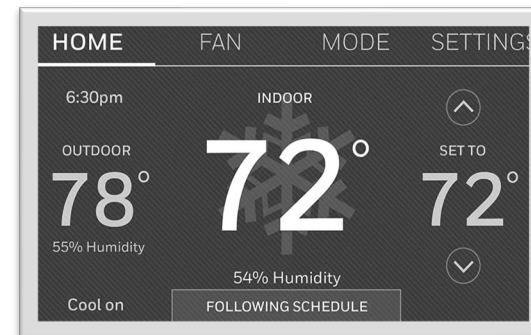 HOME FAN MODE SETTINGS
6:30pm
INDOOR
OUTDOOR
SET TO
78°
72°
72°
55% Humidity
54% Humidity
Cool on
FOLLOWING SCHEDULE